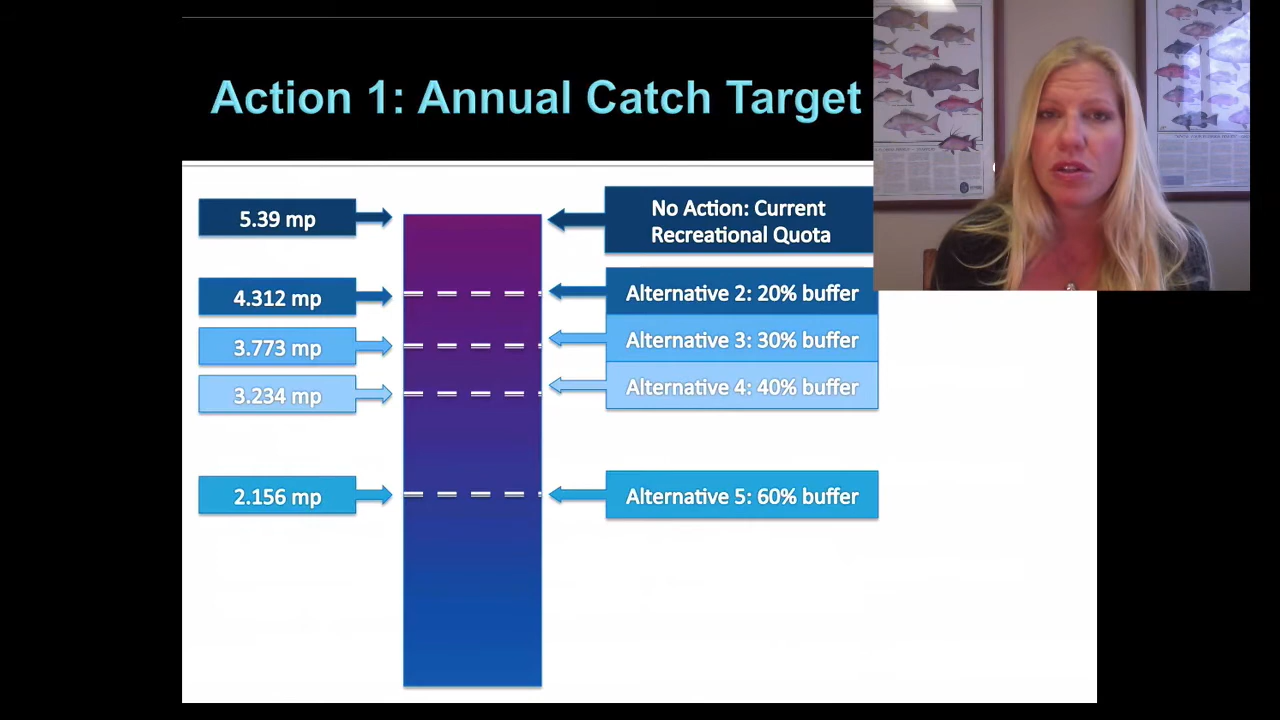 Action 1: Annual Catch Target
5.39 mp
No Action: Current
Recreational Quota
4.312 mp
Alternative 2: 20% buffer
3.773 mp
Alternative 3: 30% buffer
3.234 mp
Alternative 4: 40% buffer
2.156 mp
Alternative 5: 60% buffer